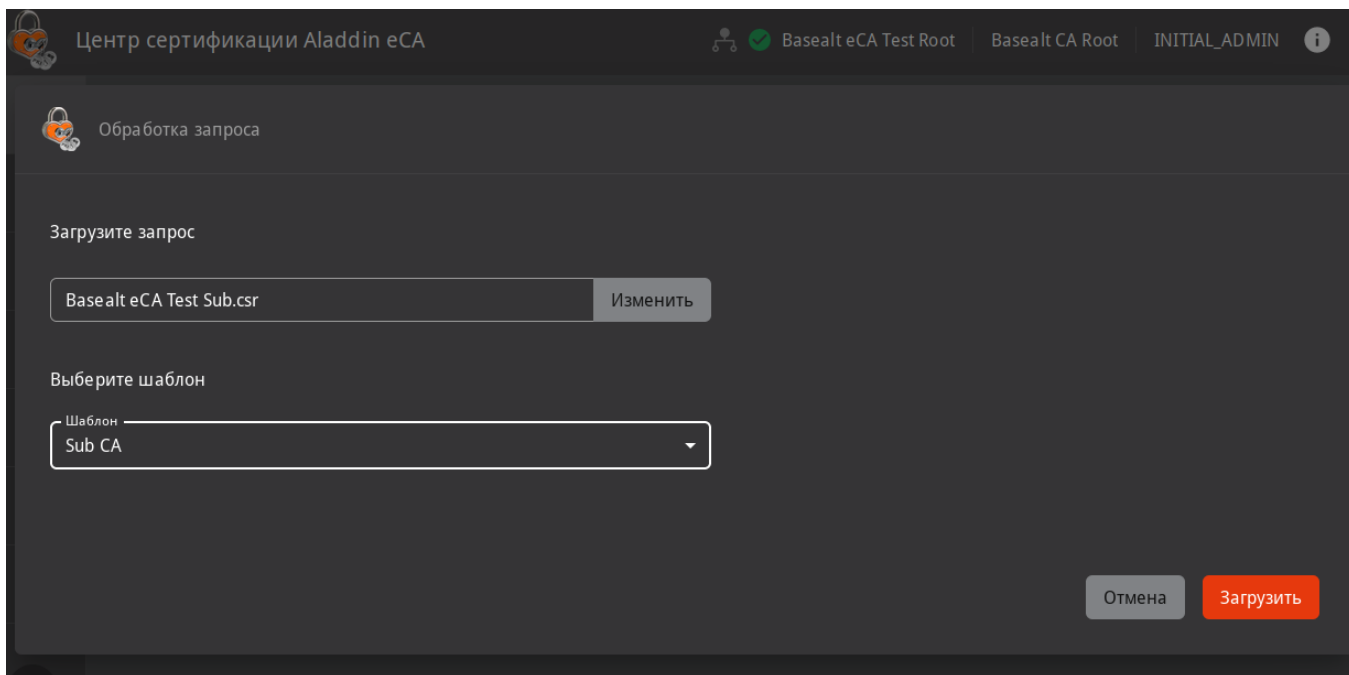 Центр сертификации Aladdin eCA
Basealt eCA Test Root
Basealt CA Root
INITIAL_ADMIN
Обработка запроса
Загрузите запрос
Basealt eCA Test Sub.csr
Изменить
Выберите шаблон
Шаблон
Sub CA
Отмена
Загрузить